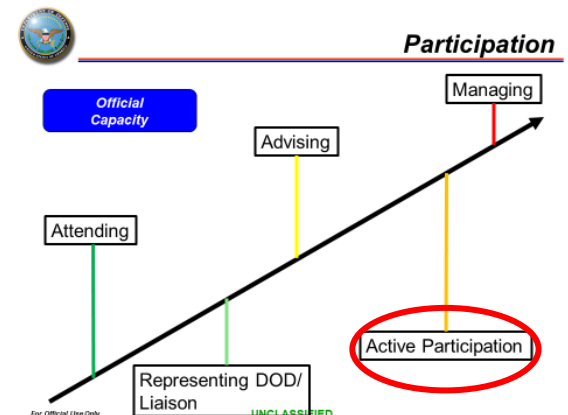 Participation
Official
Capacity
Managing
Advising
Attending
Active Participation
Representing DOD/
Liaison
For Official Use Only
UNCLASSIFIED